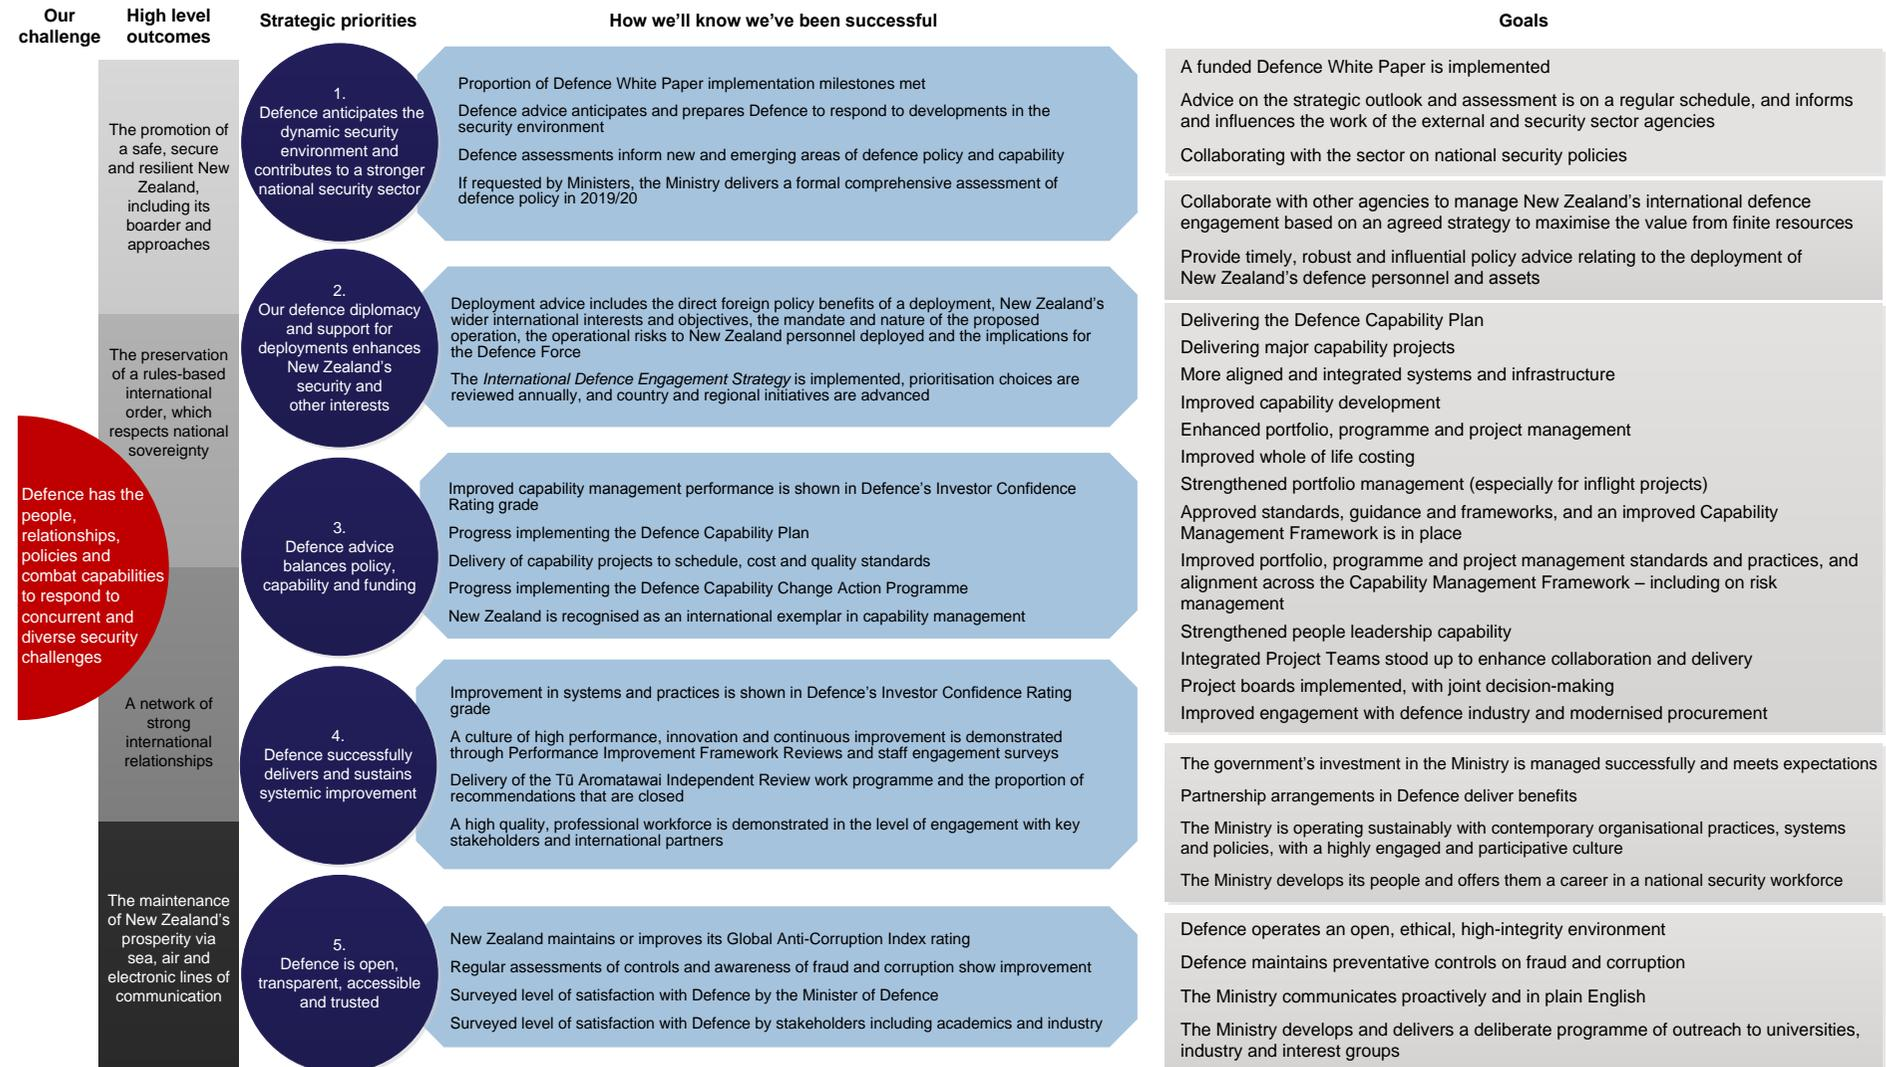 Our
challenge
High level
outcomes
Strategic priorities
How we'll know we've been successful
Goals
Defence has the
people,
relationships,
policies and
combat capabilities
to respond to
concurrent and
diverse security
challenges
The promotion of
a safe, secure
and resilient New
Zealand,
including its
boarder and
approaches
The preservation
of a rules-based
international
order, which
respects national
sovereignty
A network of
strong
international
relationships
The maintenance
of New Zealand's
prosperity via
sea, air and
electronic lines of
communication
1.
Defence anticipates the
dynamic security
environment and
contributes to a stronger
national security sector
Proportion of Defence White Paper implementation milestones met
Defence advice anticipates and prepares Defence to respond to developments in the
security environment
Defence assessments inform new and emerging areas of defence policy and capability
If requested by Ministers, the Ministry delivers a formal comprehensive assessment of
defence policy in 2019/20
A funded Defence White Paper is implemented
Advice on the strategic outlook and assessment is on a regular schedule, and informs
and influences the work of the external and security sector agencies
Collaborating with the sector on national security policies
2.
Our defence diplomacy
and support for
deployments enhances
New Zealand's
security and
other interests
Deployment advice includes the direct foreign policy benefits of a deployment, New Zealand's
wider international interests and objectives, the mandate and nature of the proposed
operation, the operational risks to New Zealand personnel deployed and the implications for
the Defence Force
The International Defence Engagement Strategy is implemented, prioritisation choices are
reviewed annually, and country and regional initiatives are advanced
Collaborate with other agencies to manage New Zealand's international defence
engagement based on an agreed strategy to maximise the value from finite resources
Provide timely, robust and influential policy advice relating to the deployment of
New Zealand's defence personnel and assets
3.
Defence advice
balances policy,
capability and funding
Improved capability management performance is shown in Defence's Investor Confidence
Rating grade
Progress implementing the Defence Capability Plan
Delivery of capability projects to schedule, cost and quality standards
Progress implementing the Defence Capability Change Action Programme
New Zealand is recognised as an international exemplar in capability management
Delivering the Defence Capability Plan
Delivering major capability projects
More aligned and integrated systems and infrastructure
Improved capability development
Enhanced portfolio, programme and project management
Improved whole of life costing
Strengthened portfolio management (especially for inflight projects)
Approved standards, guidance and frameworks, and an improved Capability
Management Framework is in place
Improved portfolio, programme and project management standards and practices, and
alignment across the Capability Management Framework – including on risk
management
Strengthened people leadership capability
Integrated Project Teams stood up to enhance collaboration and delivery
Project boards implemented, with joint decision-making
Improved engagement with defence industry and modernised procurement
4.
Defence successfully
delivers and sustains
systemic improvement
Improvement in systems and practices is shown in Defence's Investor Confidence Rating
grade
A culture of high performance, innovation and continuous improvement is demonstrated
through Performance Improvement Framework Reviews and staff engagement surveys
Delivery of the Tū Aromatawai Independent Review work programme and the proportion of
recommendations that are closed
A high quality, professional workforce is demonstrated in the level of engagement with key
stakeholders and international partners
The government's investment in the Ministry is managed successfully and meets expectations
Partnership arrangements in Defence deliver benefits
The Ministry is operating sustainably with contemporary organisational practices, systems
and policies, with a highly engaged and participative culture
The Ministry develops its people and offers them a career in a national security workforce
5.
Defence is open,
transparent, accessible
and trusted
New Zealand maintains or improves its Global Anti-Corruption Index rating
Regular assessments of controls and awareness of fraud and corruption show improvement
Surveyed level of satisfaction with Defence by the Minister of Defence
Surveyed level of satisfaction with Defence by stakeholders including academics and industry
Defence operates an open, ethical, high-integrity environment
Defence maintains preventative controls on fraud and corruption
The Ministry communicates proactively and in plain English
The Ministry develops and delivers a deliberate programme of outreach to universities,
industry and interest groups